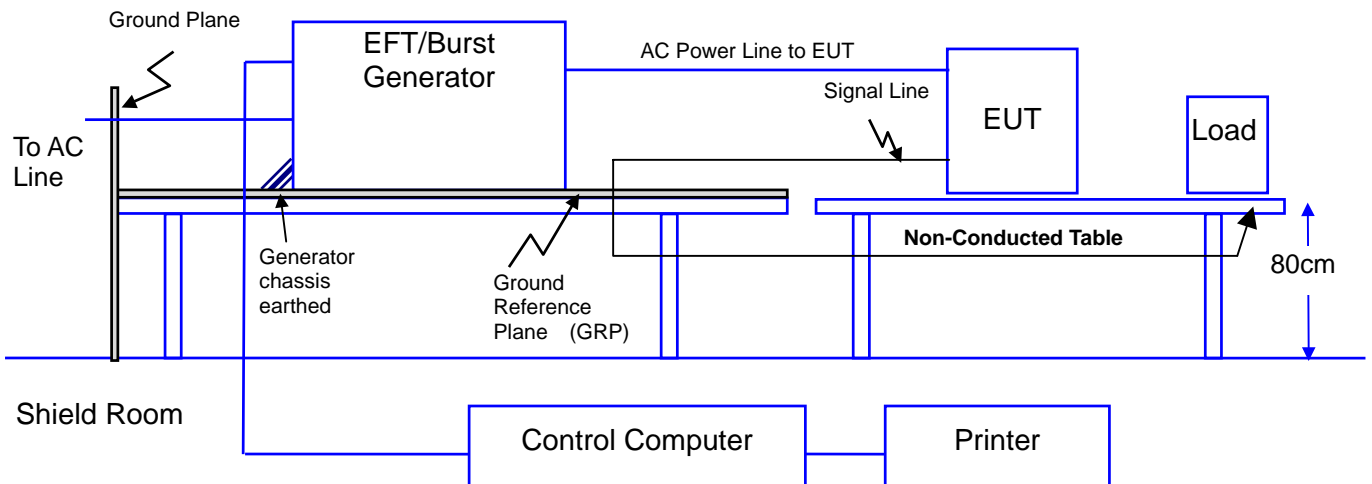 Ground Plane
EFT/Burst
Generator
AC Power Line to EUT
Signal Line
EUT
Load
To AC
Line
Non-Conducted Table
Generator
chassis
earthed
Ground
Reference
Plane (GRP)
80cm
Shield Room
Control Computer
Printer